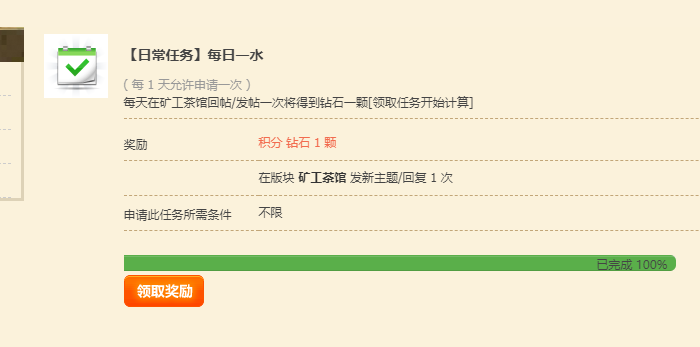 【日常任务】每日一水
( 每 1 天允许申请一次 )
每天在矿工茶馆回帖/发帖一次将得到钻石一颗[领取任务开始计算]
奖励 积分 钻石 1 颗
在版块 矿工茶馆 发新主题/回复 1 次
申请此任务所需条件 不限
已完成 100%
领取奖励